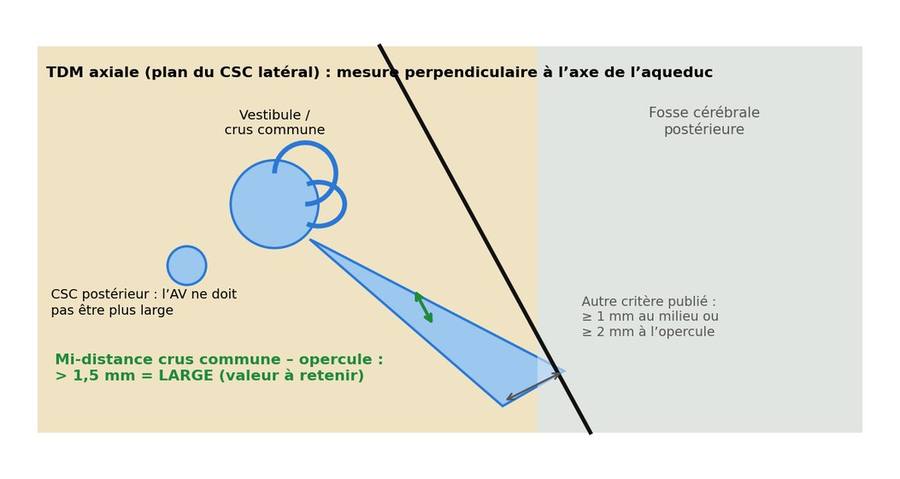 TDM axiale (plan du CSC latéral) : mesure perpendiculaire à l’axe de l’aqueduc
Vestibule /
crus commune
Fosse cérébrale
postérieure
CSC postérieur : l’AV ne doit
pas être plus large
Autre critère publié :
≥ 1 mm au milieu ou
≥ 2 mm à l’opercule
Mi-distance crus commune – opercule :
> 1,5 mm = LARGE (valeur à retenir)